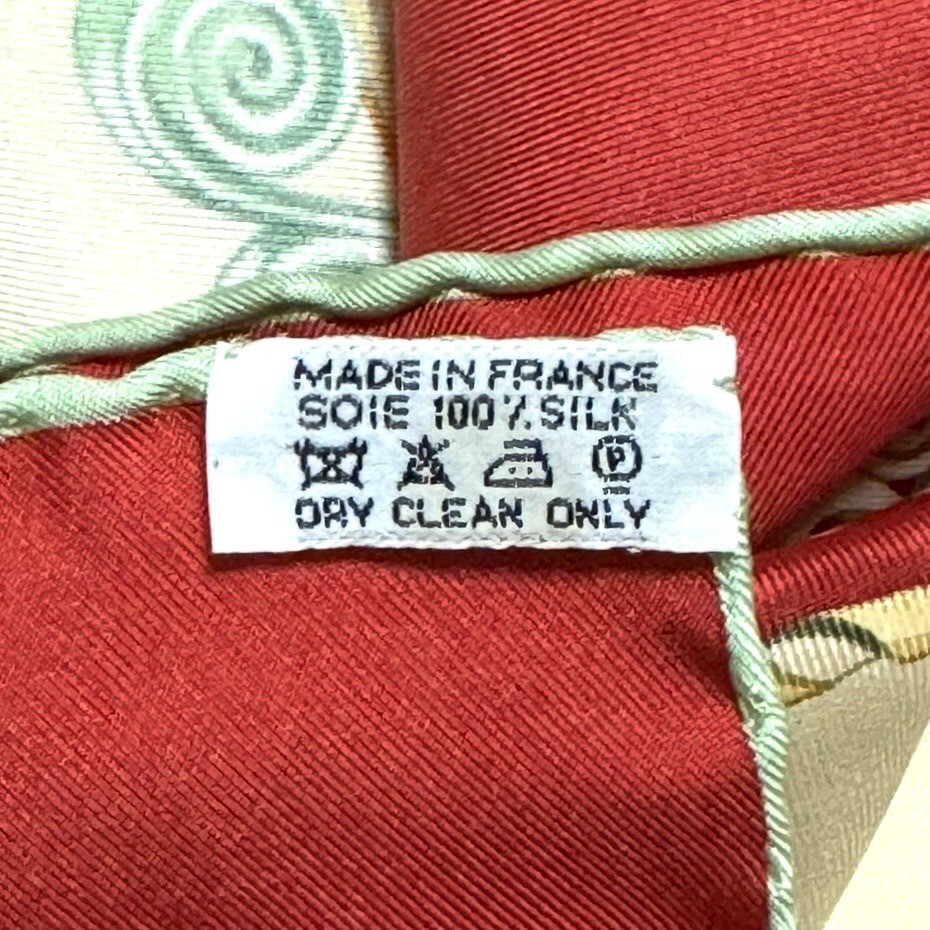 MADE IN FRANCE
SOIE 100% SILK
P
DRY CLEAN ONLY